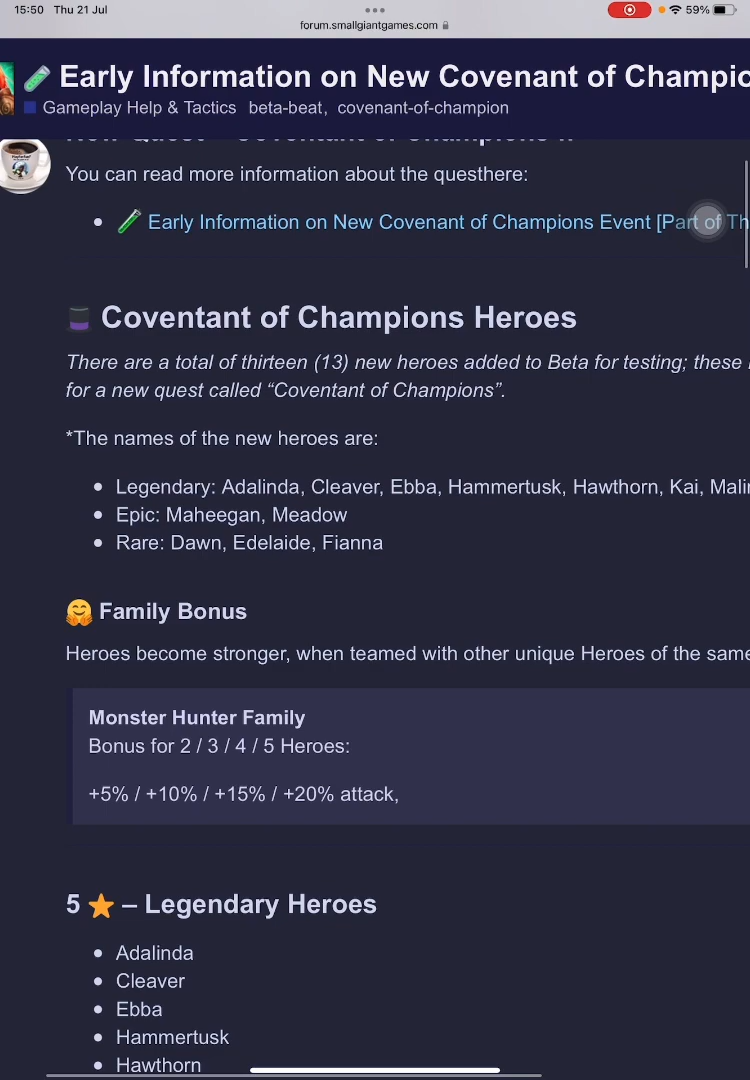 15:50 Thu 21 Jul
59%
forum.smallgiantgames.com
Early Information on New Covenant of Champio
Gameplay Help & Tactics beta-beat, covenant-of-champion
You can read more information about the questhere:
Early Information on New Covenant of Champions Event [Part of Th
Coventant of Champions Heroes
There are a total of thirteen (13) new heroes added to Beta for testing; these
for a new quest called “Coventant of Champions”.
*The names of the new heroes are:
Legendary: Adalinda, Cleaver, Ebba, Hammertusk, Hawthorn, Kai, Malin
Epic: Maheegan, Meadow
Rare: Dawn, Edelaide, Fianna
Family Bonus
Heroes become stronger, when teamed with other unique Heroes of the same
Monster Hunter Family
Bonus for 2 / 3 / 4 / 5 Heroes:
+5% / +10% / +15% / +20% attack,
5 – Legendary Heroes
Adalinda
Cleaver
Ebba
Hammertusk
Hawthorn